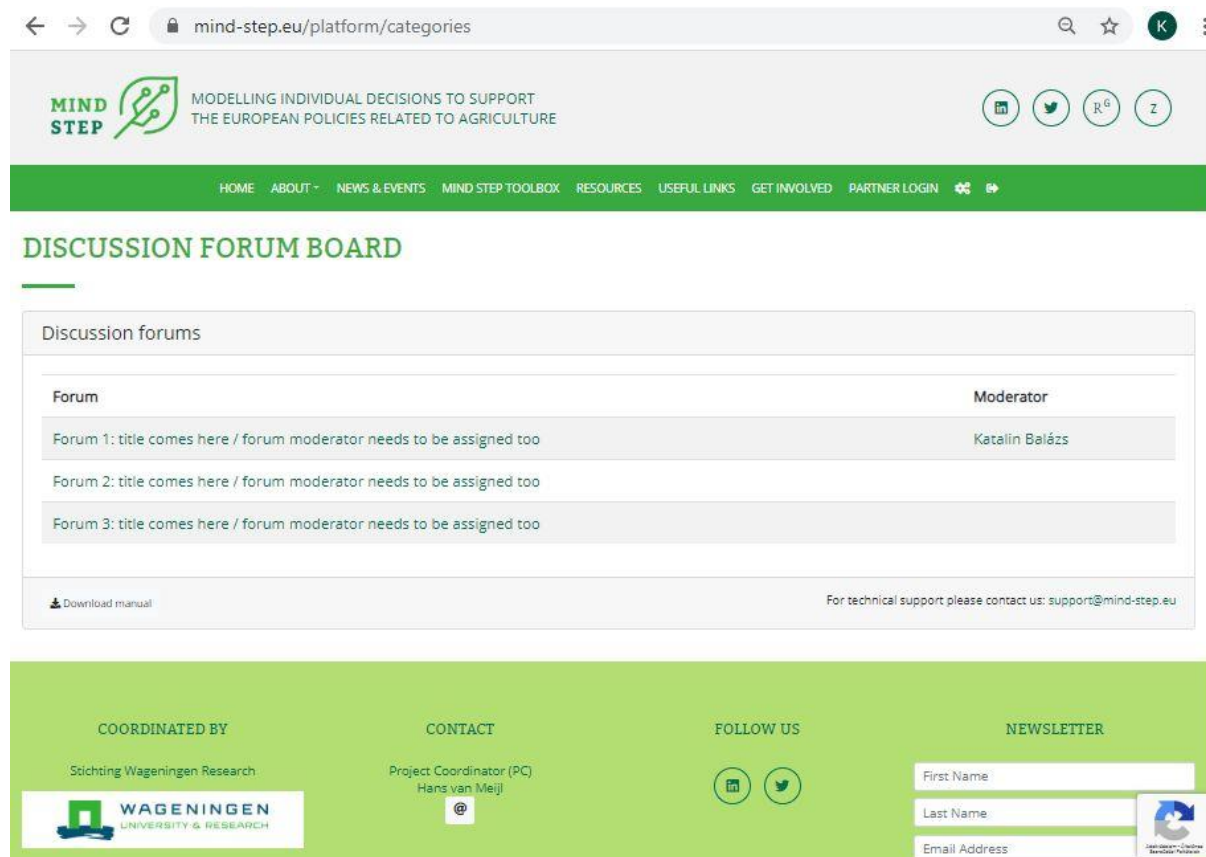 mind-step.eu/platform/categories
K
MIND STEP
MODELLING INDIVIDUAL DECISIONS TO SUPPORT
THE EUROPEAN POLICIES RELATED TO AGRICULTURE
in
RG
Z
HOME ABOUT NEWS & EVENTS MIND STEP TOOLBOX RESOURCES USEFUL LINKS GET INVOLVED PARTNER LOGIN
DISCUSSION FORUM BOARD
Discussion forums
Forum Moderator
Forum 1: title comes here / forum moderator needs to be assigned too Katalin Balázs
Forum 2: title comes here / forum moderator needs to be assigned too
Forum 3: title comes here / forum moderator needs to be assigned too
Download manual For technical support please contact us: support@mind-step.eu
COORDINATED BY CONTACT FOLLOW US NEWSLETTER
Stichting Wageningen Research
WAGENINGEN
UNIVERSITY & RESEARCH
Project Coordinator (PC)
Hans van Meijl
@
in
First Name
Last Name
Email Address